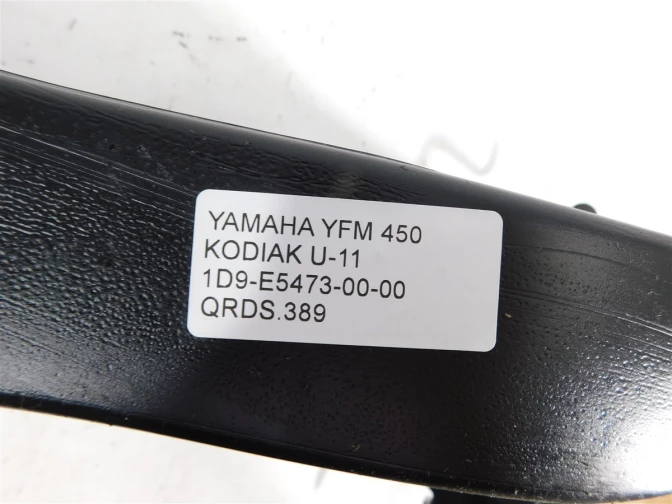 YAMAHA YFM 450
KODIAK U-11
1D9-E5473-00-00
QRDS.389